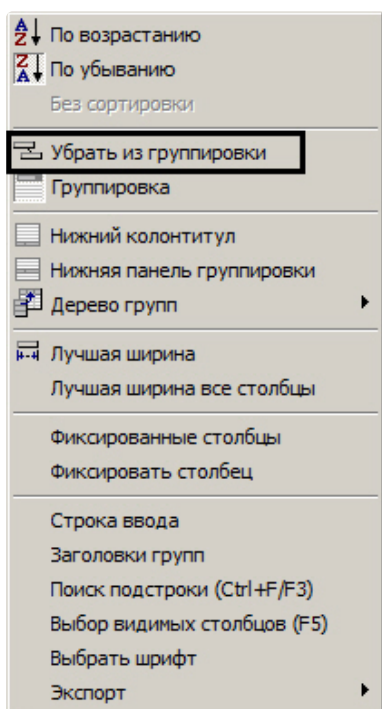 По возрастанию
По убыванию
Без сортировки
Убрать из группировки
Группировка
Нижний колонтитул
Нижняя панель группировки
Дерево групп
Лучшая ширина
Лучшая ширина все столбцы
Фиксированные столбцы
Фиксировать столбец
Строка ввода
Заголовки групп
Поиск подстроки (Ctrl+F/F3)
Выбор видимых столбцов (F5)
Выбрать шрифт
Экспорт